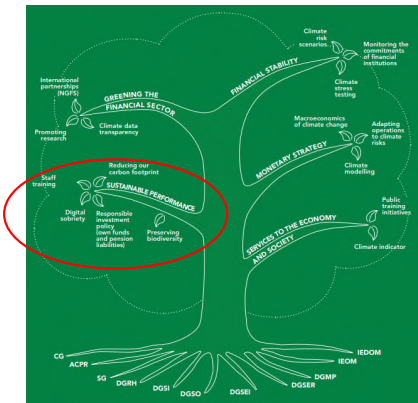 Climate
risk
scenarios
Monitoring the
commitments
of financial
institutions
Climate
stress
testing
FINANCIAL STABILITY
International
partnerships
(NGFS)
GREENING THE
FINANCIAL SECTOR
Promoting
research
Climate data
transparency
Macroeconomics
of climate change
Adapting
operations
to climate
risks
Climate
modelling
MONETARY STRATEGY
Reducing our
carbon footprint
Staff
training
SUSTAINABLE PERFORMANCE
Digital
sobriety
Responsible
investment
policy
(own funds
and pension
liabilities)
Preserving
biodiversity
Public
training
initiatives
Climate indicator
SERVICES TO THE ECONOMY
AND SOCIETY
CG
ACPR
SG
DGRH
DGSI
DGSO
DGSEI
DGSER
DGMP
IEOM
IEDOM